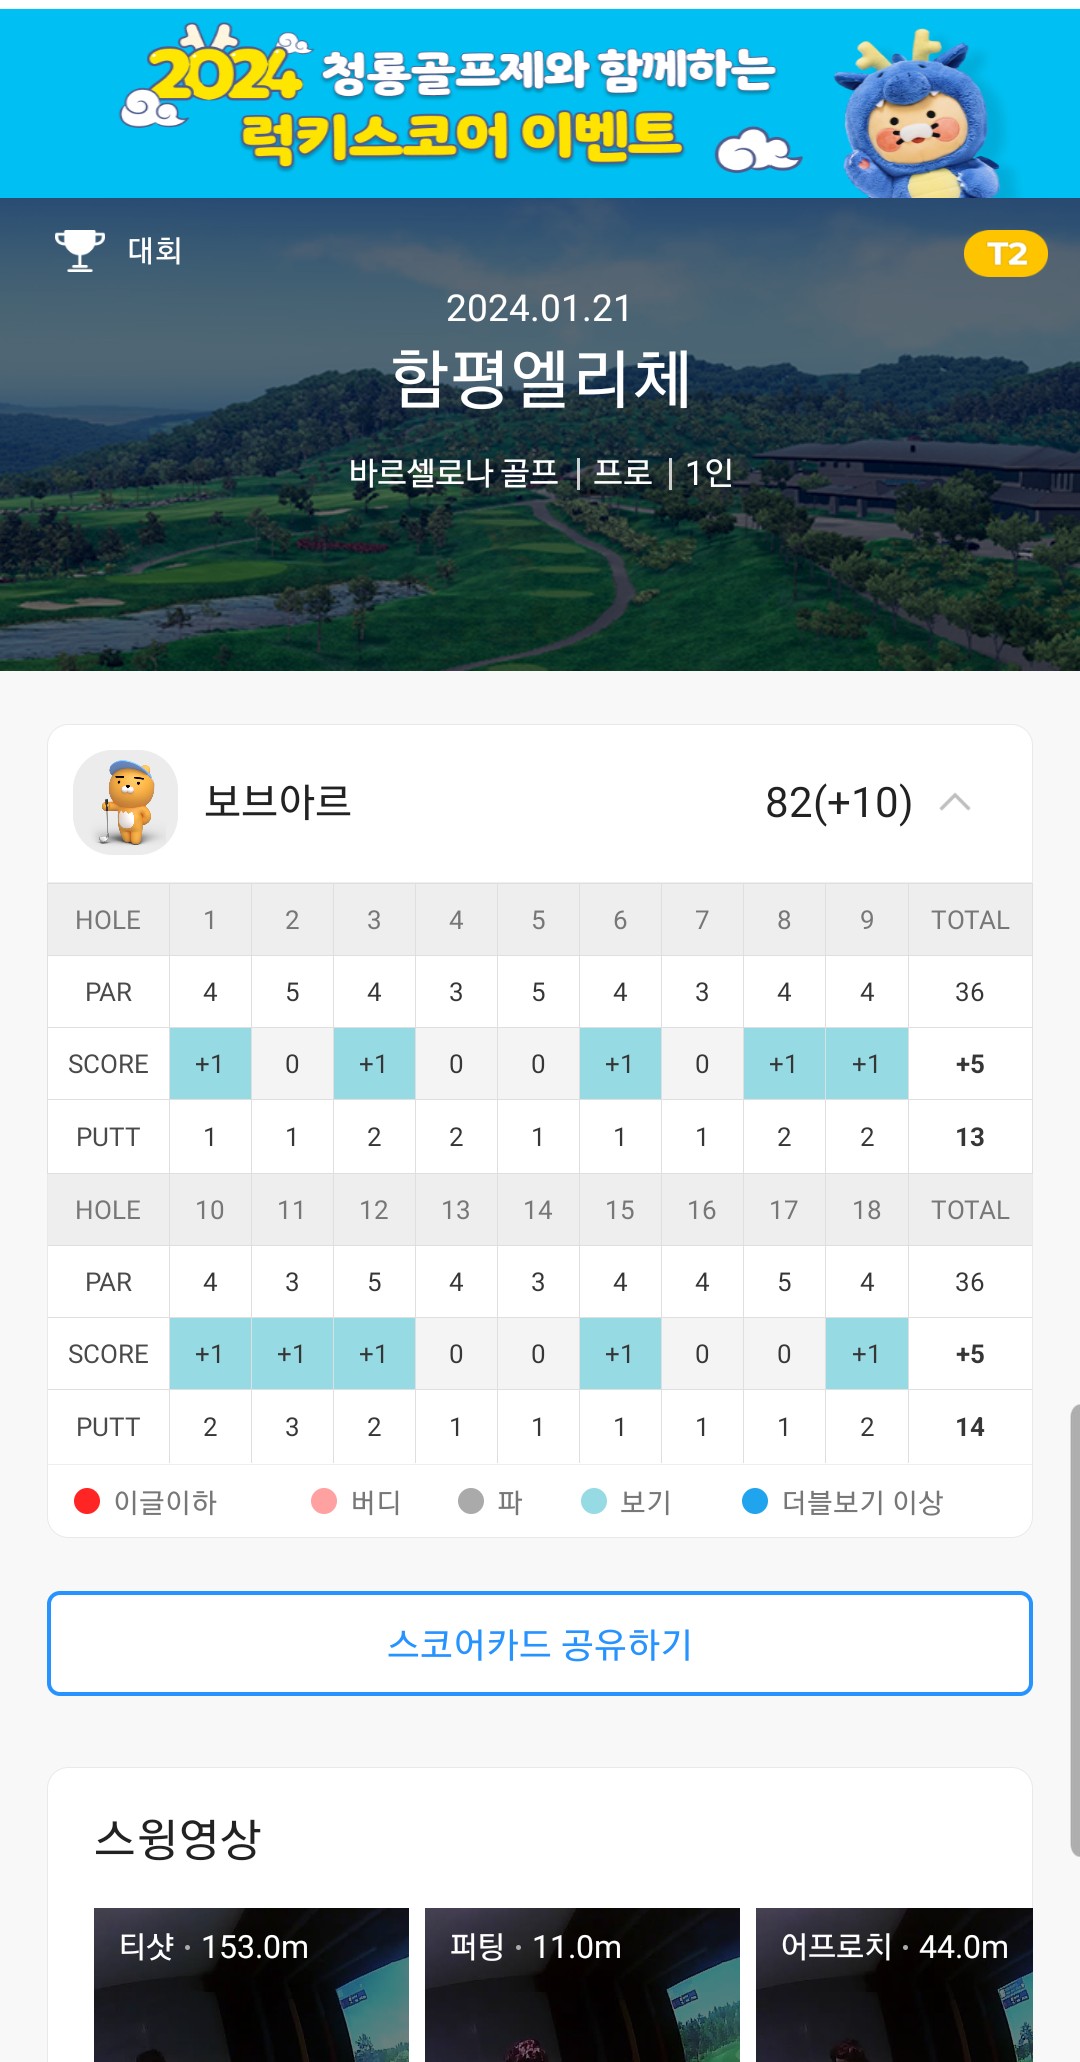 2024 청룡골프제와 함께하는
럭키스코어 이벤트
대회
T2
2024.01.21
함평엘리체
바르셀로나 골프 | 프로 | 1인
보브아르 82(+10)
HOLE 1 2 3 4 5 6 7 8 9 TOTAL
PAR 4 5 4 3 5 4 3 4 4 36
SCORE +1 0 +1 0 0 +1 0 +1 +1 +5
PUTT 1 1 2 2 1 1 1 2 2 13
HOLE 10 11 12 13 14 15 16 17 18 TOTAL
PAR 4 3 5 4 3 4 4 5 4 36
SCORE +1 +1 +1 0 0 +1 0 0 +1 +5
PUTT 2 3 2 1 1 1 1 1 2 14
이글이하 버디 파 보기 더블보기 이상
스코어카드 공유하기
스윙영상
티샷 · 153.0m 퍼팅 · 11.0m 어프로치 · 44.0m